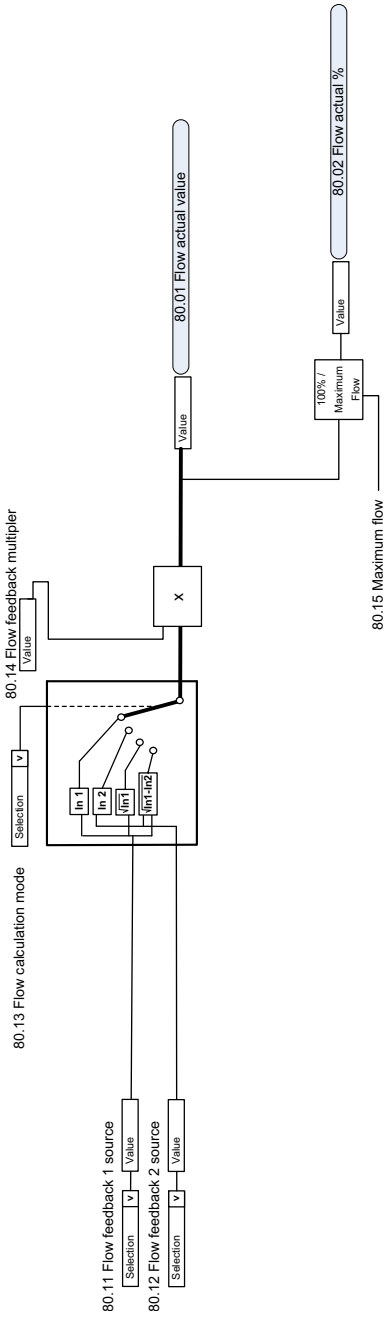 80.13 Flow calculation mode
Selection v
80.14 Flow feedback multipler
Value
80.11 Flow feedback 1 source
Selection v Value
80.12 Flow feedback 2 source
Selection v Value
In 1
In 2
√In1
√In1-In2
x
Value
80.01 Flow actual value
100% /
Maximum
Flow
Value
80.02 Flow actual %
80.15 Maximum flow